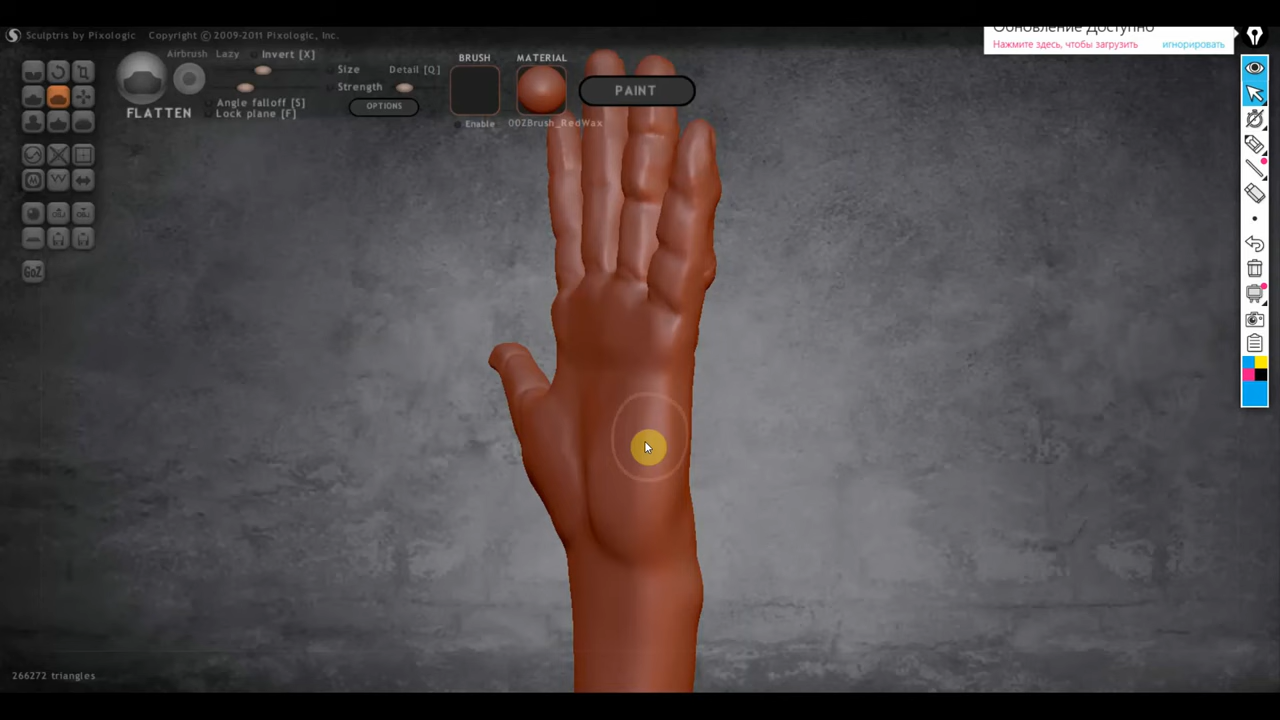 Sculptris by Pixologic Copyright © 2009-2011 Pixologic, Inc.
Обновление Доступно
Нажмите здесь, чтобы загрузить игнорировать
Airbrush Lazy Invert [X]
BRUSH MATERIAL
Size Detail [Q]
Strength
PAINT
Angle falloff [S]
OPTIONS
FLATTEN
Lock plane [F]
Enable 00ZBrush_RedWax
GoZ
266272 triangles